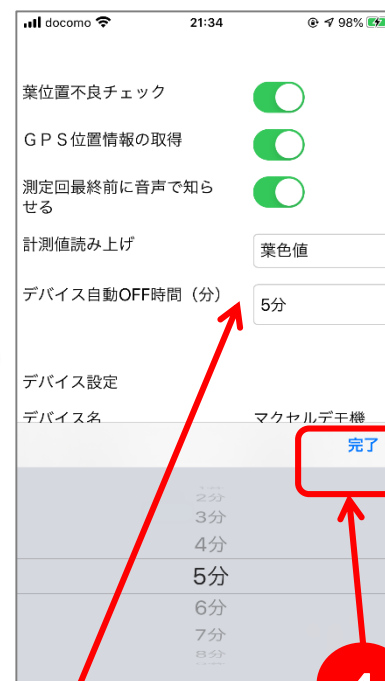 docomo 21:34 98%
葉位置不良チェック
GPS位置情報の取得
測定回最終前に音声で知ら
せる
計測値読み上げ 葉色値
デバイス自動OFF時間（分） 5分
デバイス設定
デバイス名 マクセルデモ機
完了
2分
3分
4分
5分
6分
7分
8分